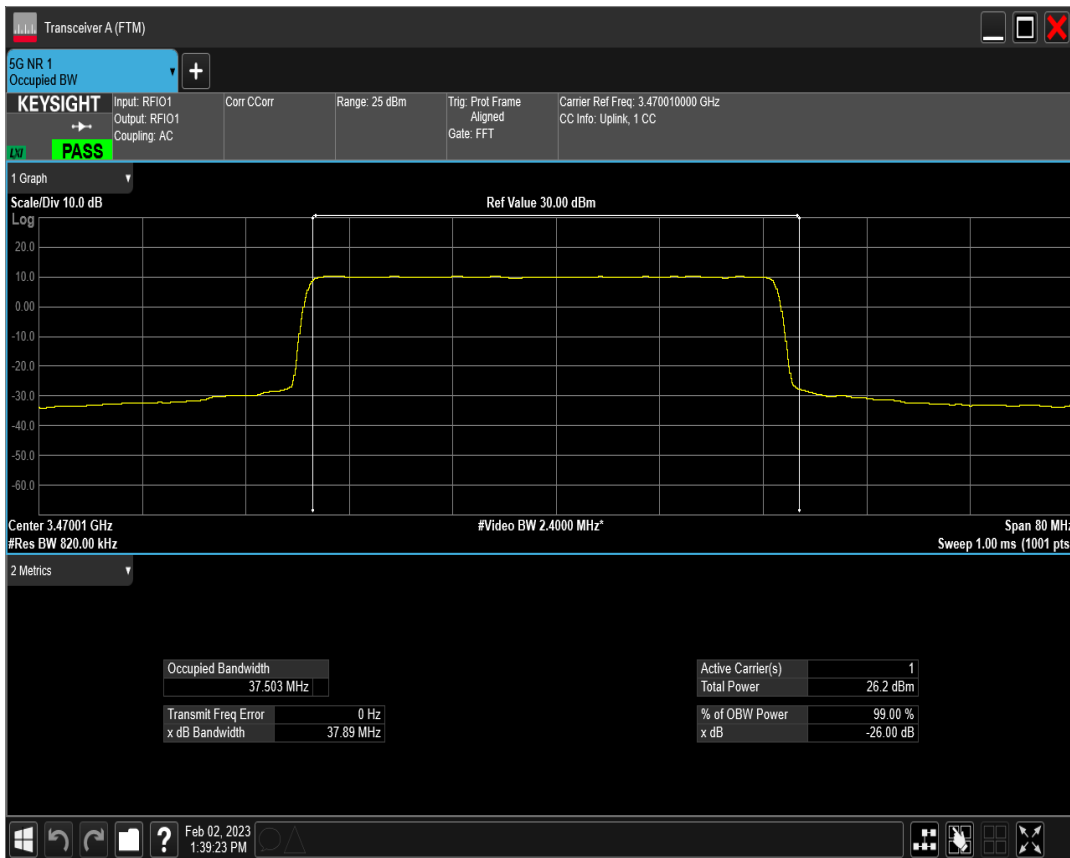 Transceiver A (FTM)
5G NR 1
Occupied BW
+
KEYSIGHT
LXI
PASS
Input: RFIO1
Output: RFIO1
Coupling: AC
Corr CCorr
Range: 25 dBm
Trig: Prot Frame
Aligned
Gate: FFT
Carrier Ref Freq: 3.470010000 GHz
CC Info: Uplink, 1 CC
1 Graph
Scale/Div 10.0 dB
Ref Value 30.00 dBm
Log
20.0
10.0
0.00
-10.0
-20.0
-30.0
-40.0
-50.0
-60.0
Center 3.47001 GHz
#Video BW 2.4000 MHz*
Span 80 MHz
#Res BW 820.00 kHz
Sweep 1.00 ms (1001 pts
2 Metrics
Occupied Bandwidth
37.503 MHz
Transmit Freq Error 0 Hz
x dB Bandwidth 37.89 MHz
Active Carrier(s) 1
Total Power 26.2 dBm
% of OBW Power 99.00 %
x dB -26.00 dB
?
Feb 02, 2023
1:39:23 PM